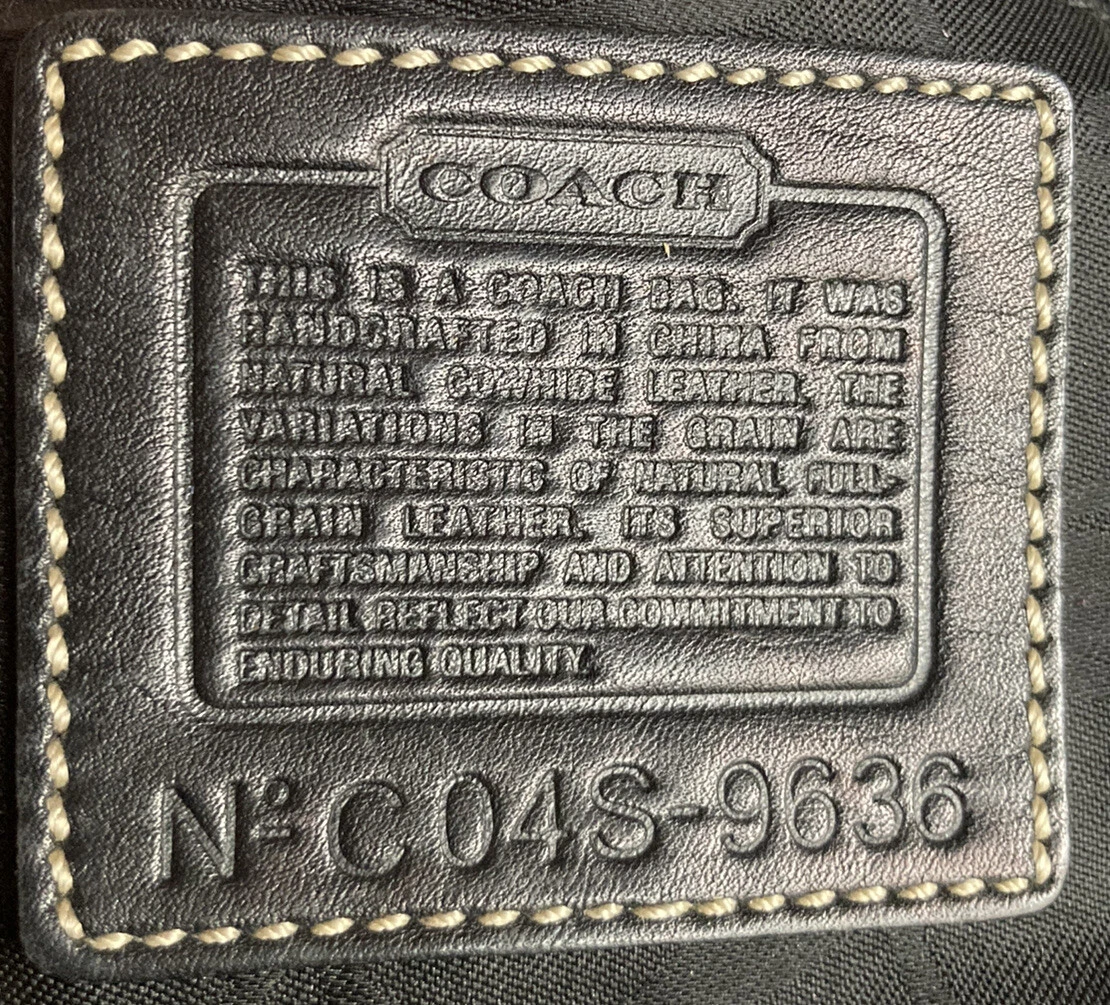 COACH
THIS IS A COACH BAG. IT WAS
HANDCRAFTED IN CHINA FROM
NATURAL COWHIDE LEATHER. THE
VARIATIONS IN THE GRAIN ARE
CHARACTERISTIC OF NATURAL FULL-
GRAIN LEATHER. ITS SUPERIOR
CRAFTSMANSHIP AND ATTENTION TO
DETAIL REFLECT OUR COMMITMENT TO
ENDURING QUALITY.
Nº C04S-9636